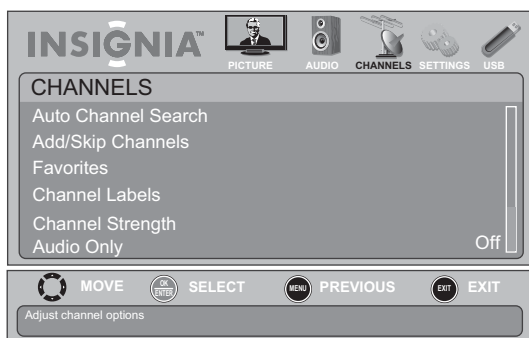 INSIGNIA™
PICTURE AUDIO CHANNELS SETTINGS USB
CHANNELS
Auto Channel Search
Add/Skip Channels
Favorites
Channel Labels
Channel Strength
Audio Only Off
MOVE OK ENTER SELECT MENU PREVIOUS EXIT EXIT
Adjust channel options